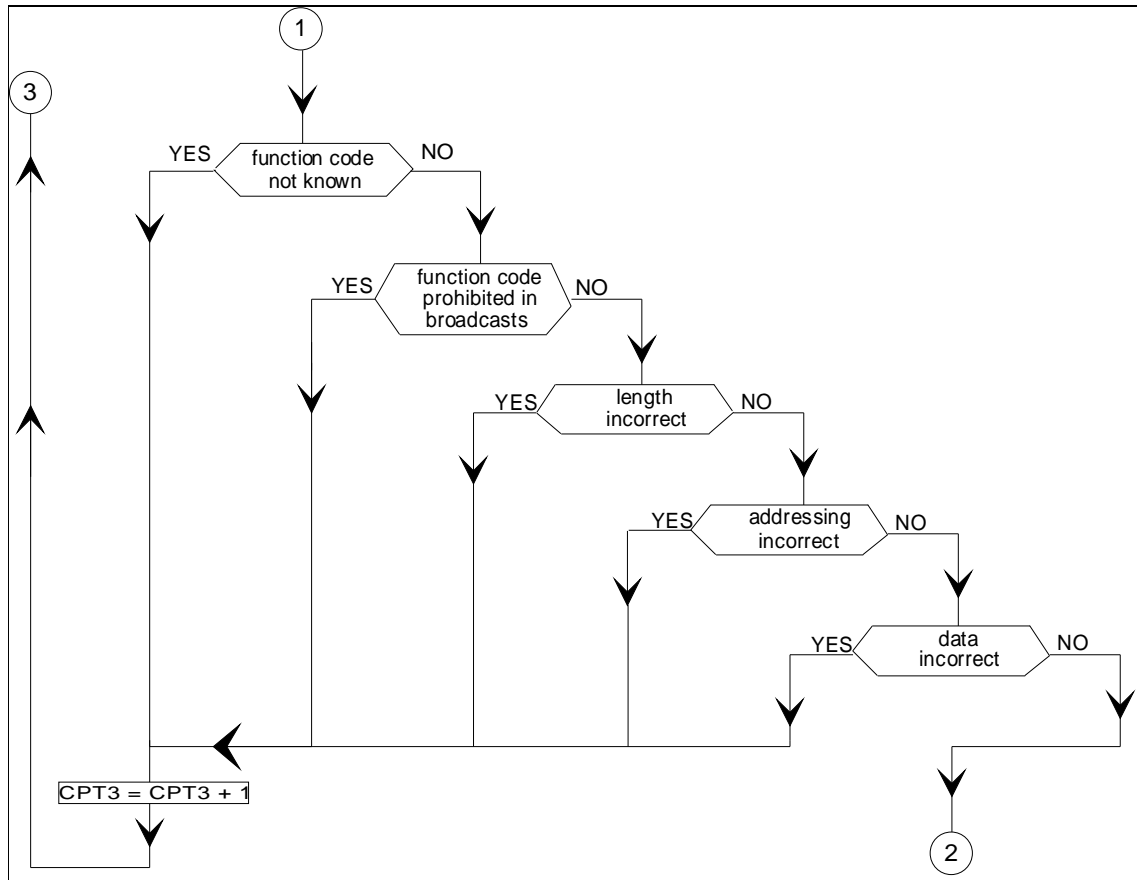 1
3
YES
function code
not known
NO
YES
function code
prohibited in
broadcasts
NO
YES
length
incorrect
NO
YES
addressing
incorrect
NO
YES
data
incorrect
NO
CPT3 = CPT3 + 1
2